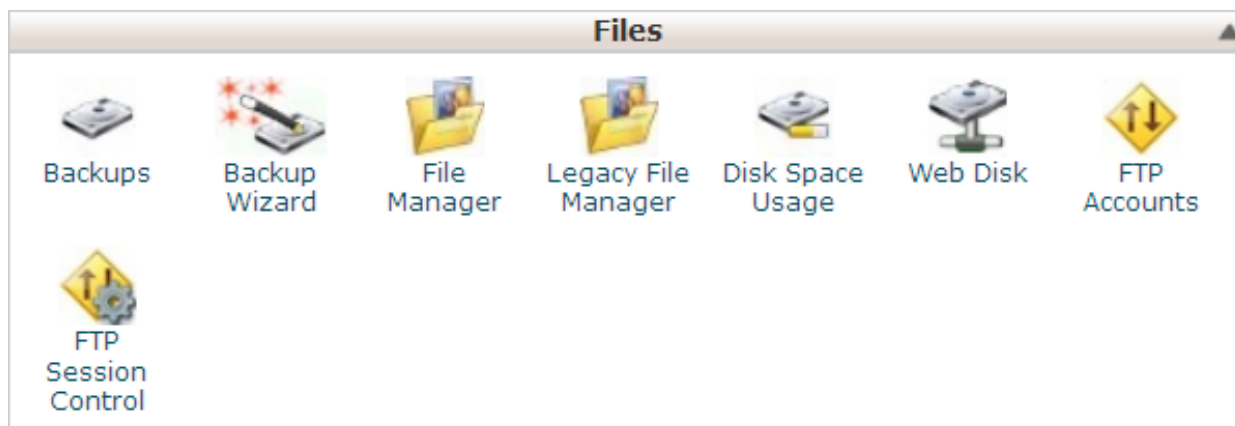 Files
Backups
Backup
Wizard
File
Manager
Legacy File
Manager
Disk Space
Usage
Web Disk
FTP
Accounts
FTP
Session
Control